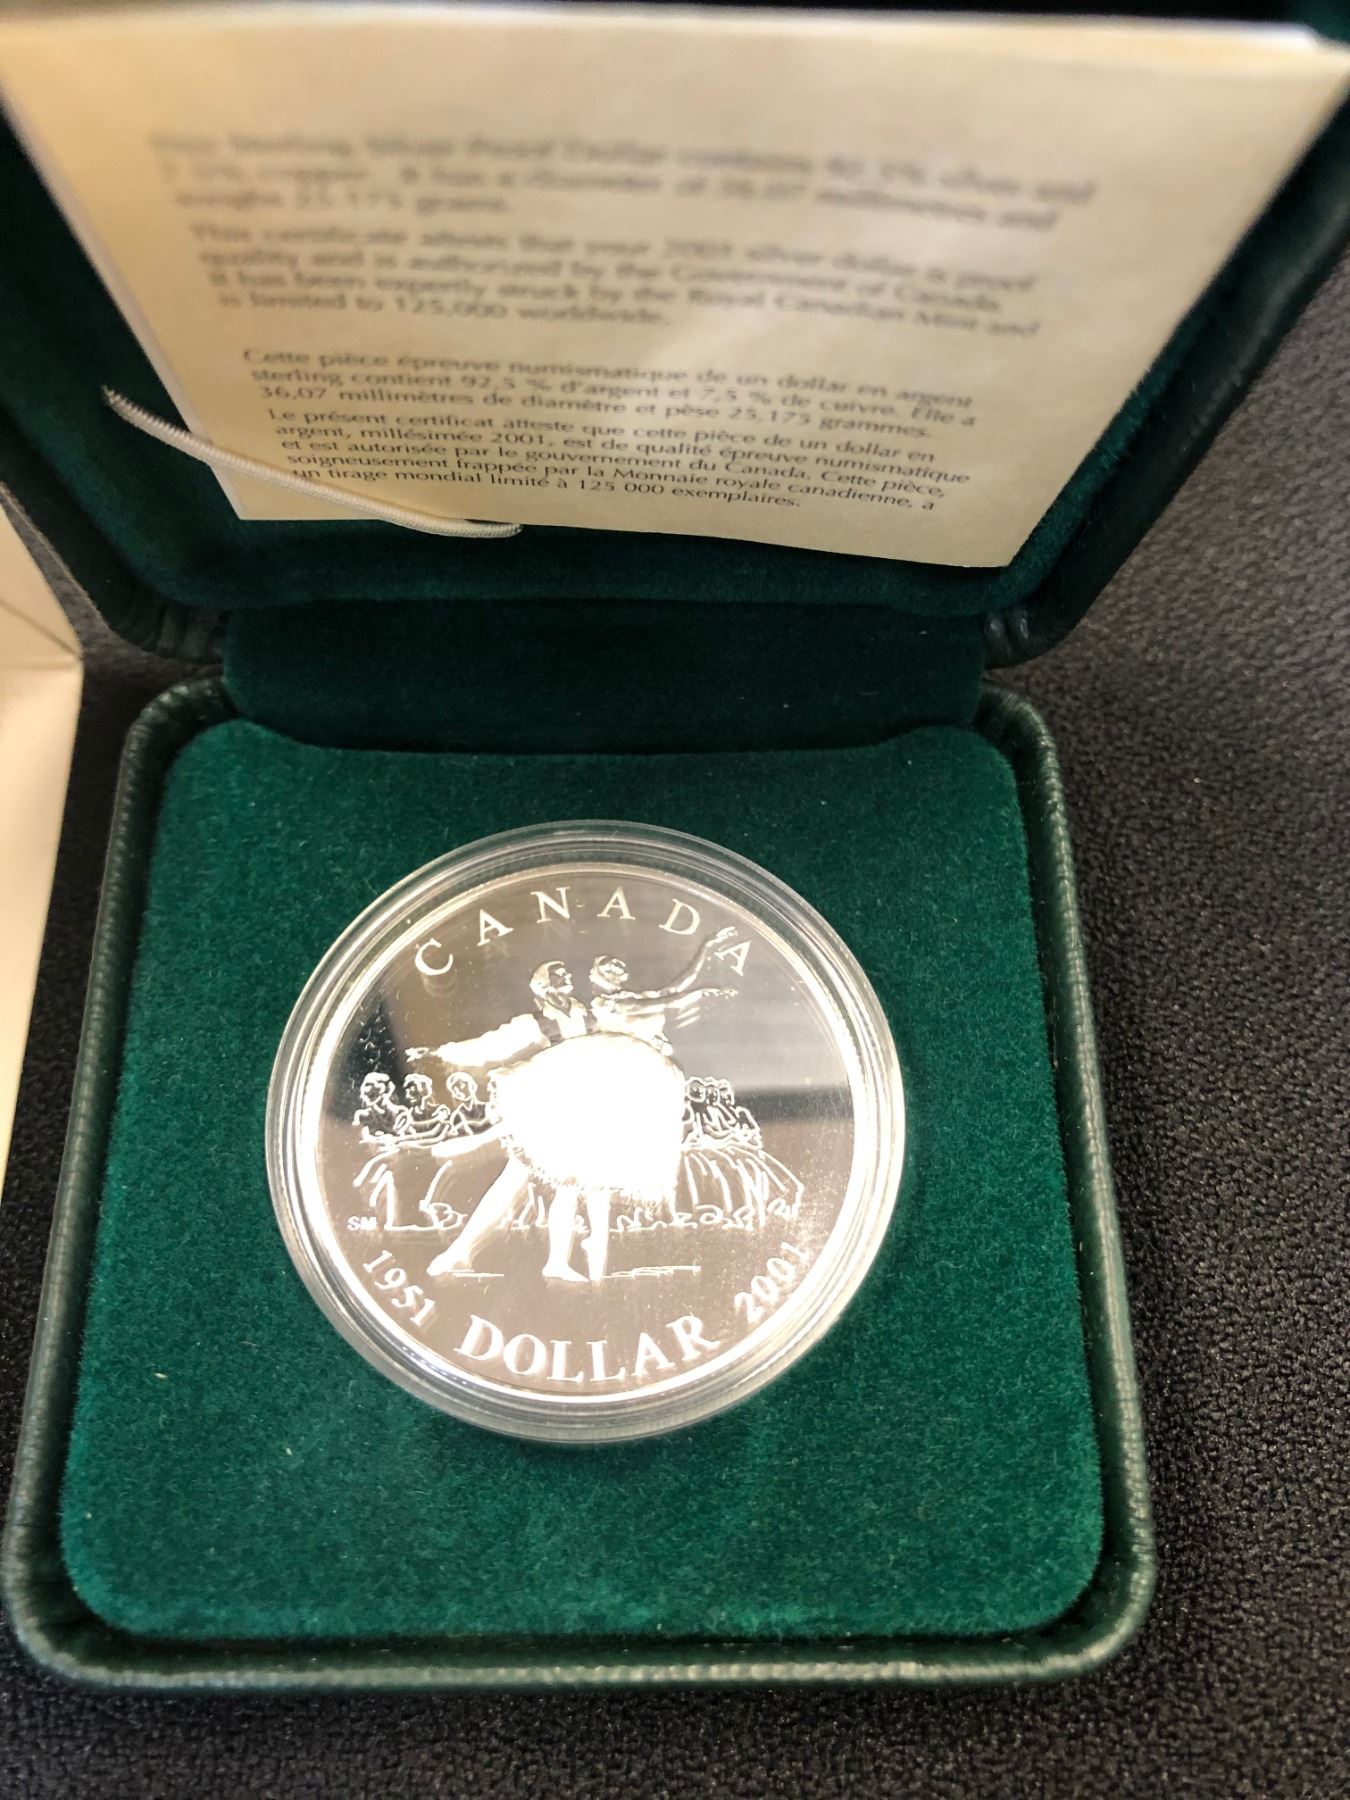 This Sterling Silver Proof Dollar contains 92.5% silver and
7.5% copper. It has a diameter of 36.07 millimetres and
weighs 25.175 grams.
This certificate attests that your 2001 silver dollar is proof
quality and is authorized by the Government of Canada.
It has been expertly struck by the Royal Canadian Mint and
is limited to 125,000 worldwide.
Cette pièce épreuve numismatique de un dollar en argent
sterling contient 92,5 % d'argent et 7,5 % de cuivre. Elle a
36,07 millimètres de diamètre et pèse 25,175 grammes.
Le présent certificat atteste que cette pièce de un dollar en
argent, millésimée 2001, est de qualité épreuve numismatique
et est autorisée par le gouvernement du Canada. Cette pièce,
soigneusement frappée par la Monnaie royale canadienne, a
un tirage mondial limité à 125 000 exemplaires.
CANADA
SM
1951 DOLLAR 2001